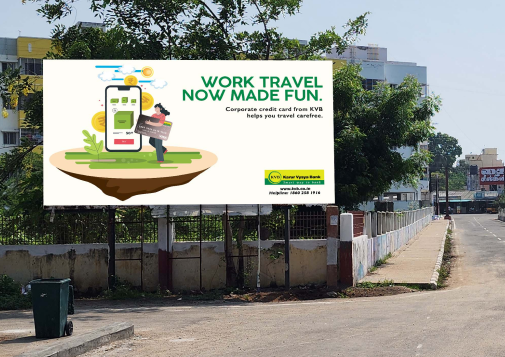 WORK TRAVEL
NOW MADE FUN.
Corporate credit card from KVB
helps you travel carefree.
KVB Karur Vysya Bank
www.kvb.co.in
Helpline: 1860 258 1916